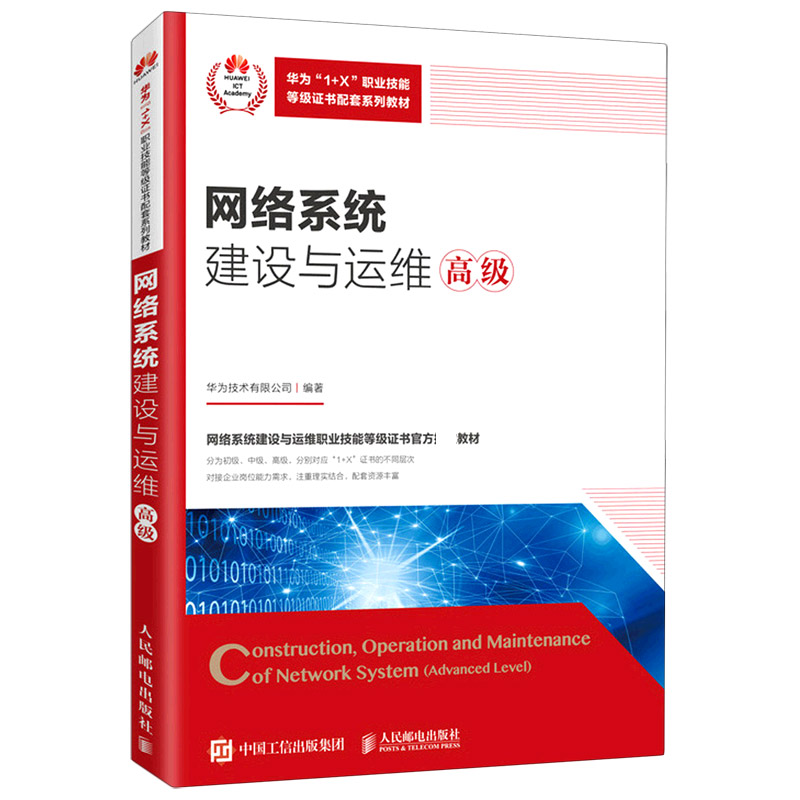 HUAWEI
华为“1+X”职业技能等级证书配套系列教材
网络系统
建设与运维
高级
人民邮电出版社
HUAWEI
ICT
Academy
华为“1+X”职业技能
等级证书配套系列教材
网络系统
建设与运维 高级
华为技术有限公司 | 编著
网络系统建设与运维职业技能等级证书官方 教材
分为初级、中级、高级,分别对应“1+X”证书的不同层次
对接企业岗位能力需求,注重理实结合,配套资源丰富
Construction, Operation and Maintenance
of Network System (Advanced Level)
中国工信出版集团
人民邮电出版社
POSTS & TELECOM PRESS